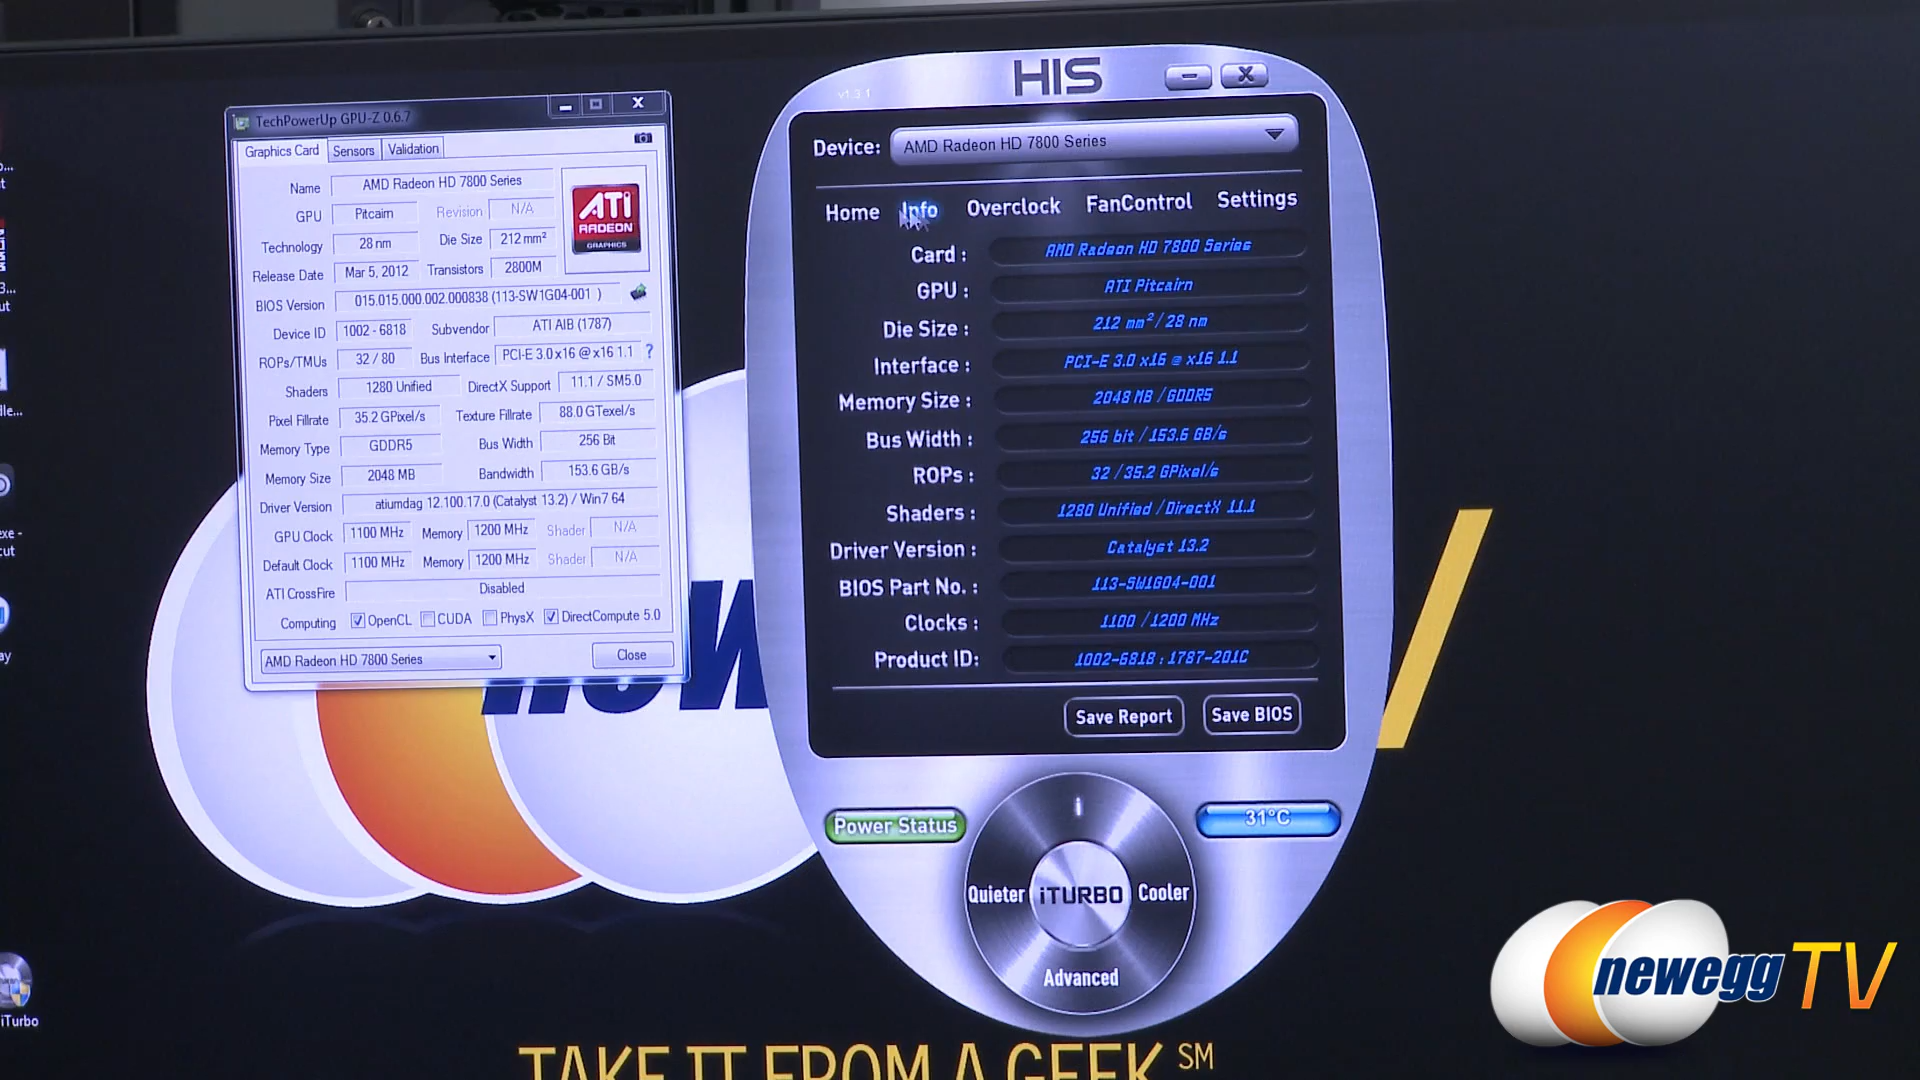 TechPowerUp GPU-Z 0.6.7
Graphics Card Sensors Validation
Name AMD Radeon HD 7800 Series
GPU Pitcairn Revision N/A
Technology 28 nm Die Size 212 mm²
Release Date Mar 5, 2012 Transistors 2800M
BIOS Version 015.015.000.002.000838 (113-SW1G04-001 )
Device ID 1002 - 6818 Subvendor ATI AIB (1787)
ROPs/TMUs 32 / 80 Bus Interface PCI-E 3.0 x16 @ x16 1.1 ?
Shaders 1280 Unified DirectX Support 11.1 / SM5.0
Pixel Fillrate 35.2 GPixel/s Texture Fillrate 88.0 GTexel/s
Memory Type GDDR5 Bus Width 256 Bit
Memory Size 2048 MB Bandwidth 153.6 GB/s
Driver Version atiumdag 12.100.17.0 (Catalyst 13.2) / Win7 64
GPU Clock 1100 MHz Memory 1200 MHz Shader N/A
Default Clock 1100 MHz Memory 1200 MHz Shader N/A
ATI CrossFire Disabled
Computing OpenCL CUDA PhysX DirectCompute 5.0
AMD Radeon HD 7800 Series Close
ATI
RADEON
GRAPHICS
HIS
v1.3.1
Device: AMD Radeon HD 7800 Series
Home Info Overclock FanControl Settings
Card : AMD Radeon HD 7800 Series
GPU : ATI Pitcairn
Die Size : 212 mm² / 28 nm
Interface : PCI-E 3.0 x16 @ x16 1.1
Memory Size : 2048 MB / GDDR5
Bus Width : 256 bit / 153.6 GB/s
ROPs : 32 / 35.2 GPixel/s
Shaders : 1280 Unified / DirectX 11.1
Driver Version : Catalyst 13.2
BIOS Part No. : 113-SW1G04-001
Clocks : 1100 / 1200 MHz
Product ID: 1002-6818 : 1787-201C
Save Report Save BIOS
Power Status 31°C
i
Quieter iTURBO Cooler
Advanced
iTurbo
newegg TV
TAKE IT FROM A GEEK SM